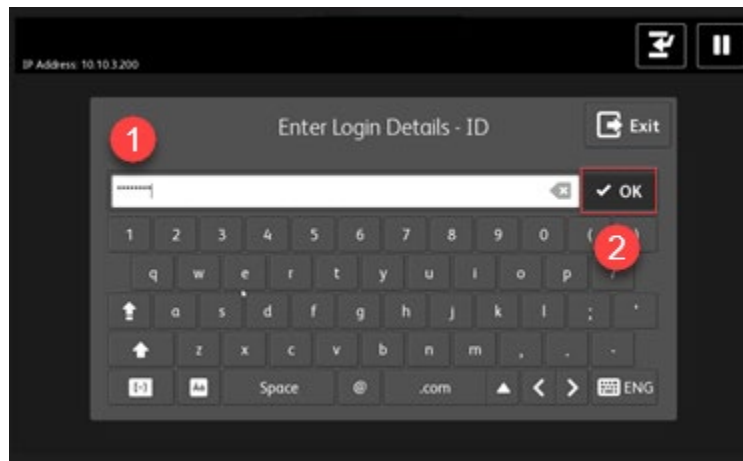 IP Address: 10.10.3.200
1
Enter Login Details - ID
Exit
********
OK
1 2 3 4 5 6 7 8 9 0 ( )
2
q w e r t y u i o p /
a s d f g h j k l ; '
z x c v b n m , . -
[·] Aa Space @ .com ENG